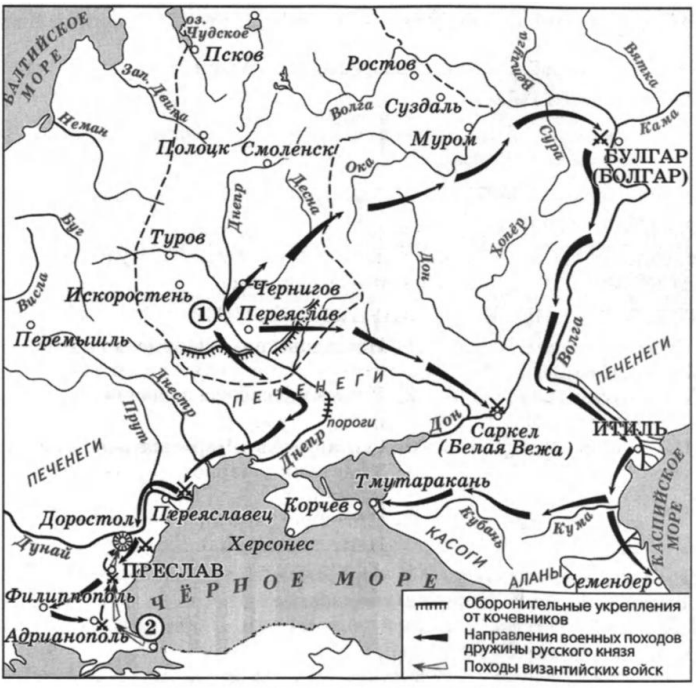 оз.
Чудское
Псков
БАЛТИЙСКОЕ
МОРЕ
Зап. Двина
Ростов
Ветлуга
Вятка
Волга
Суздаль
Кама
Неман
Полоцк
Смоленск
Муром
Сура
БУЛГАР
(БОЛГАР)
Ока
Днепр
Десна
Буг
Туров
Дон
Хопёр
Висла
Искоростень
Чернигов
1
Переяслав
Перемышль
Волга
ПЕЧЕНЕГИ
Днестр
ПЕЧЕНЕГИ
Прут
пороги
Дон
Саркел
(Белая Вежа)
ИТИЛЬ
ПЕЧЕНЕГИ
Днепр
Тмутаракань
КАСПИЙСКОЕ
МОРЕ
Переяславец
Корчев
Доростол
Кубань
Кума
Дунай
Херсонес
КАСОГИ
ПРЕСЛАВ
АЛАНЫ
Семендер
Филиппополь
ЧЁРНОЕ МОРЕ
Адрианополь
2
Оборонительные укрепления
от кочевников
Направления военных походов
дружины русского князя
Походы византийских войск